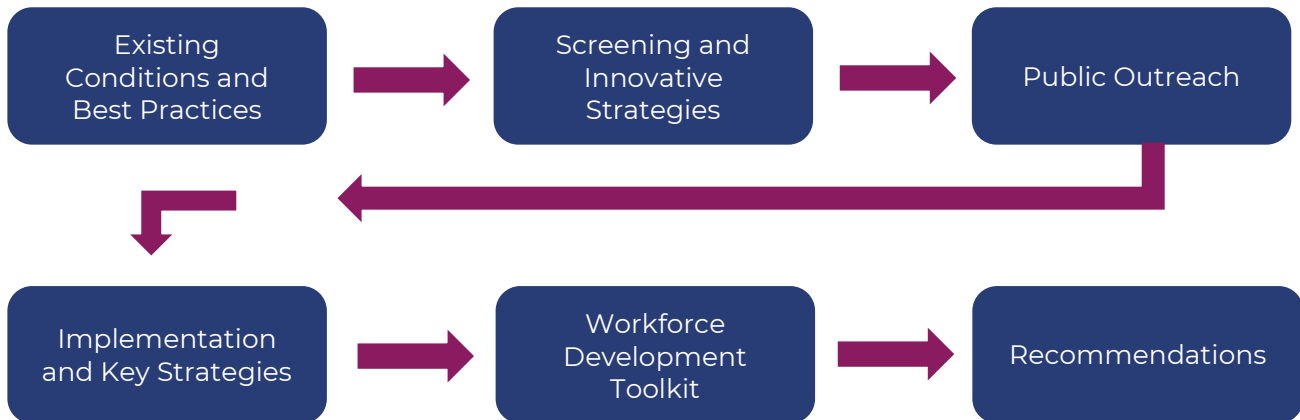 Existing
Conditions and
Best Practices
Screening and
Innovative
Strategies
Public Outreach
Implementation
and Key Strategies
Workforce
Development
Toolkit
Recommendations